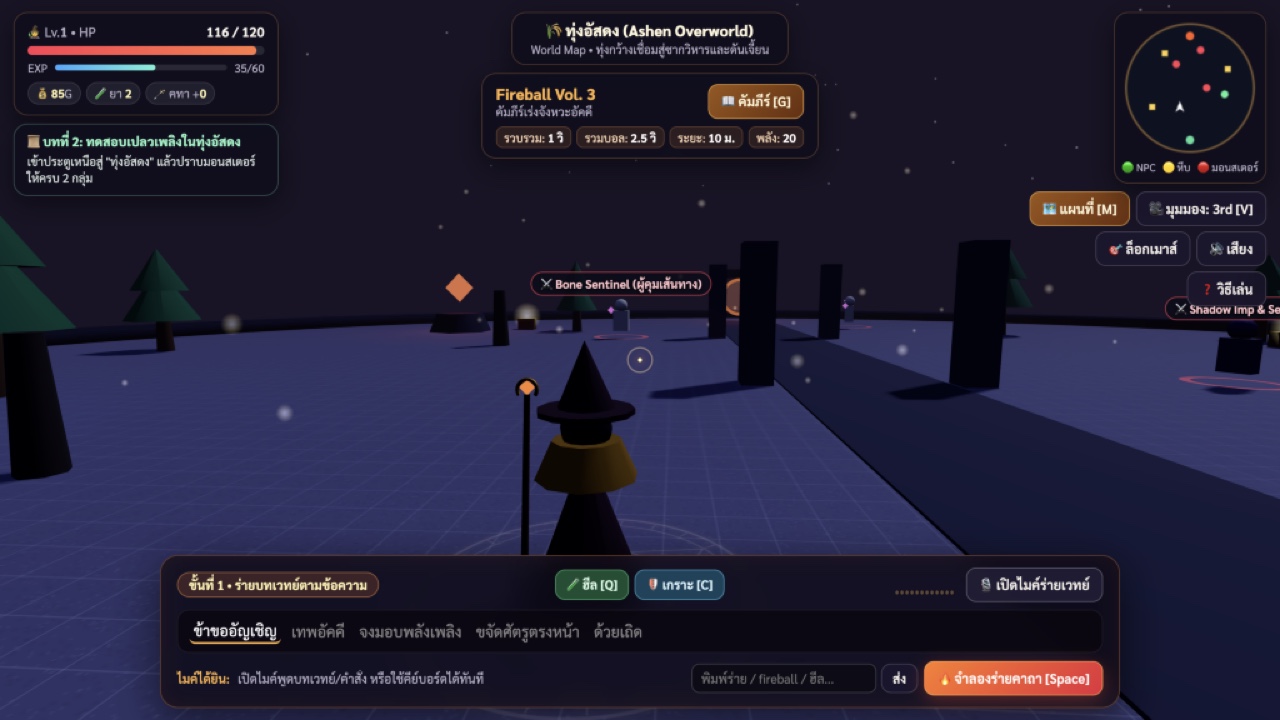 Lv.1 • HP 116 / 120
EXP 35/60
85G ยา 2 คทา +0
บทที่ 2: ทดสอบเปลวเพลิงในทุ่งอัสดง
เข้าประตูเหนือสู่ "ทุ่งอัสดง" แล้วปราบมอนสเตอร์
ให้ครบ 2 กลุ่ม
ทุ่งอัสดง (Ashen Overworld)
World Map • ทุ่งกว้างเชื่อมสู่ซากวิหารและดันเจี้ยน
Fireball Vol. 3
คัมภีร์เร่งจังหวะอัคคี
คัมภีร์ [G]
รวบรวม: 1 วิ รวมบอล: 2.5 วิ ระยะ: 10 ม. พลัง: 20
NPC หีบ มอนสเตอร์
แผนที่ [M] มุมมอง: 3rd [V]
ล็อกเมาส์ เสียง
? วิธีเล่น
Bone Sentinel (ผู้คุมเส้นทาง)
Shadow Imp & Se
ขั้นที่ 1 • ร่ายบทเวทย์ตามข้อความ
ฮีล [Q] เกราะ [C]
เปิดไมค์ร่ายเวทย์
ข้าขออัญเชิญ เทพอัคคี จงมอบพลังเพลิง ขจัดศัตรูตรงหน้า ด้วยเถิด
ไมค์ได้ยิน: เปิดไมค์พูดบทเวทย์/คำสั่ง หรือใช้คีย์บอร์ดได้ทันที
พิมพ์ร่าย / fireball / ฮีล... ส่ง จำลองร่ายคาถา [Space]